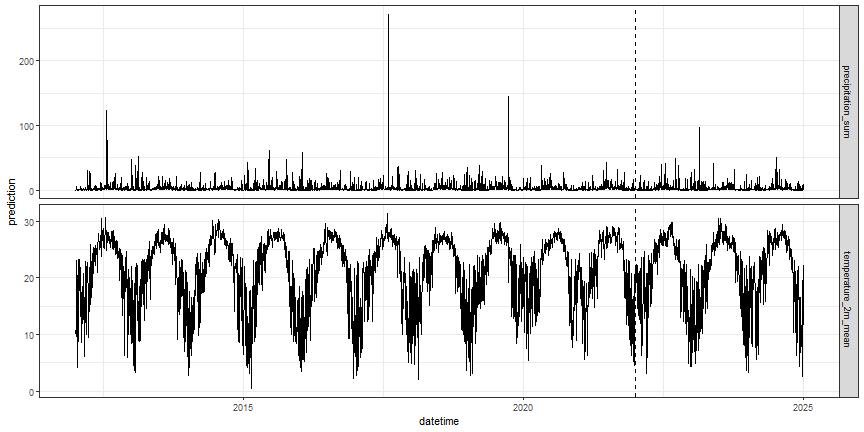 200
100
0
precipitation_sum
prediction
30
20
10
0
temperature_2m_mean
2015
2020
2025
datetime